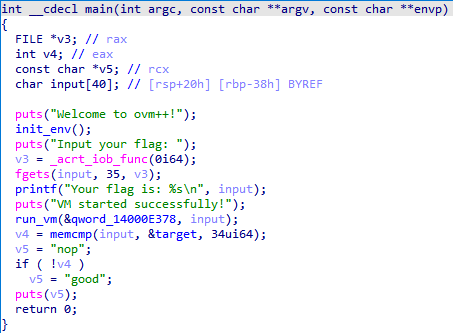 int __cdecl main(int argc, const char **argv, const char **envp)
{
FILE *v3; // rax
int v4; // eax
const char *v5; // rcx
char input[40]; // [rsp+20h] [rbp-38h] BYREF
puts("Welcome to ovm++!");
init_env();
puts("Input your flag: ");
v3 = _acrt_iob_func(0i64);
fgets(input, 35, v3);
printf("Your flag is: %s\n", input);
puts("VM started successfully!");
run_vm(&qword_14000E378, input);
v4 = memcmp(input, &target, 34ui64);
v5 = "nop";
if ( !v4 )
v5 = "good";
puts(v5);
return 0;
}